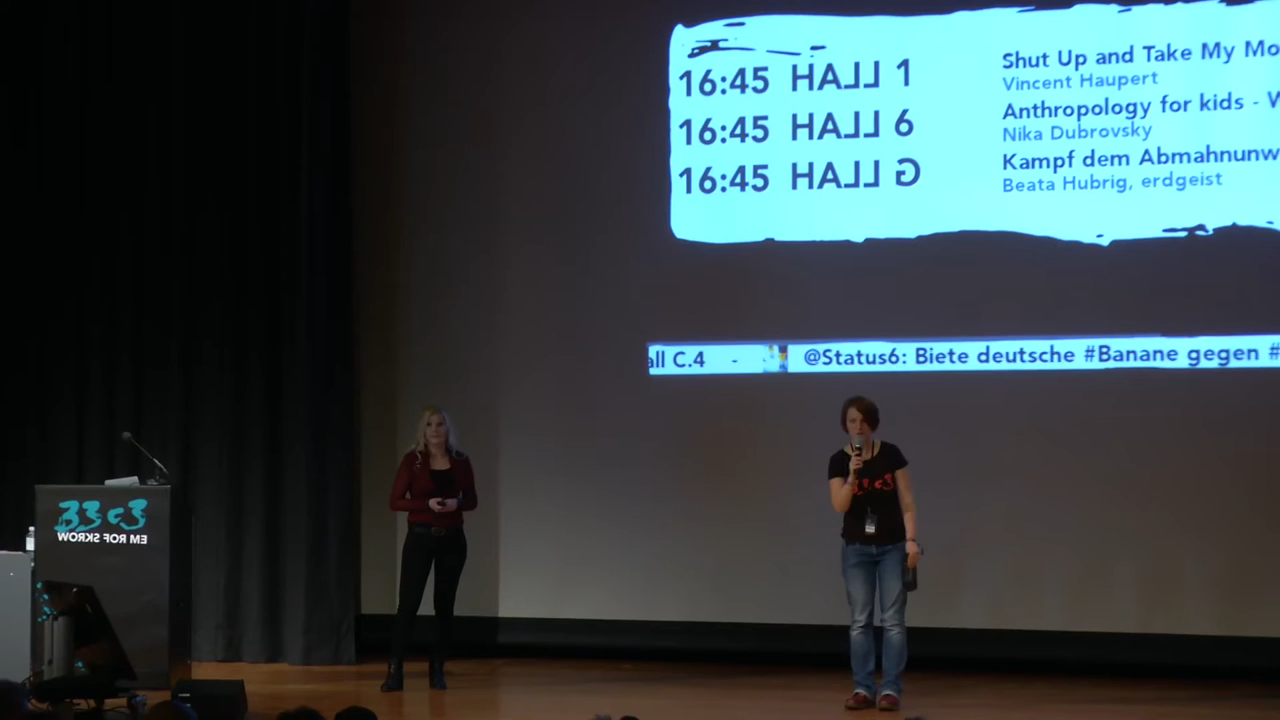 16:45 HALL 1 Shut Up and Take My Mo
Vincent Haupert
16:45 HALL 6 Anthropology for kids - W
Nika Dubrovsky
16:45 HALL G Kampf dem Abmahnunw
Beata Hubrig, erdgeist
all C.4 - @Status6: Biete deutsche #Banane gegen #
33c3
WORKS FOR ME
33c3